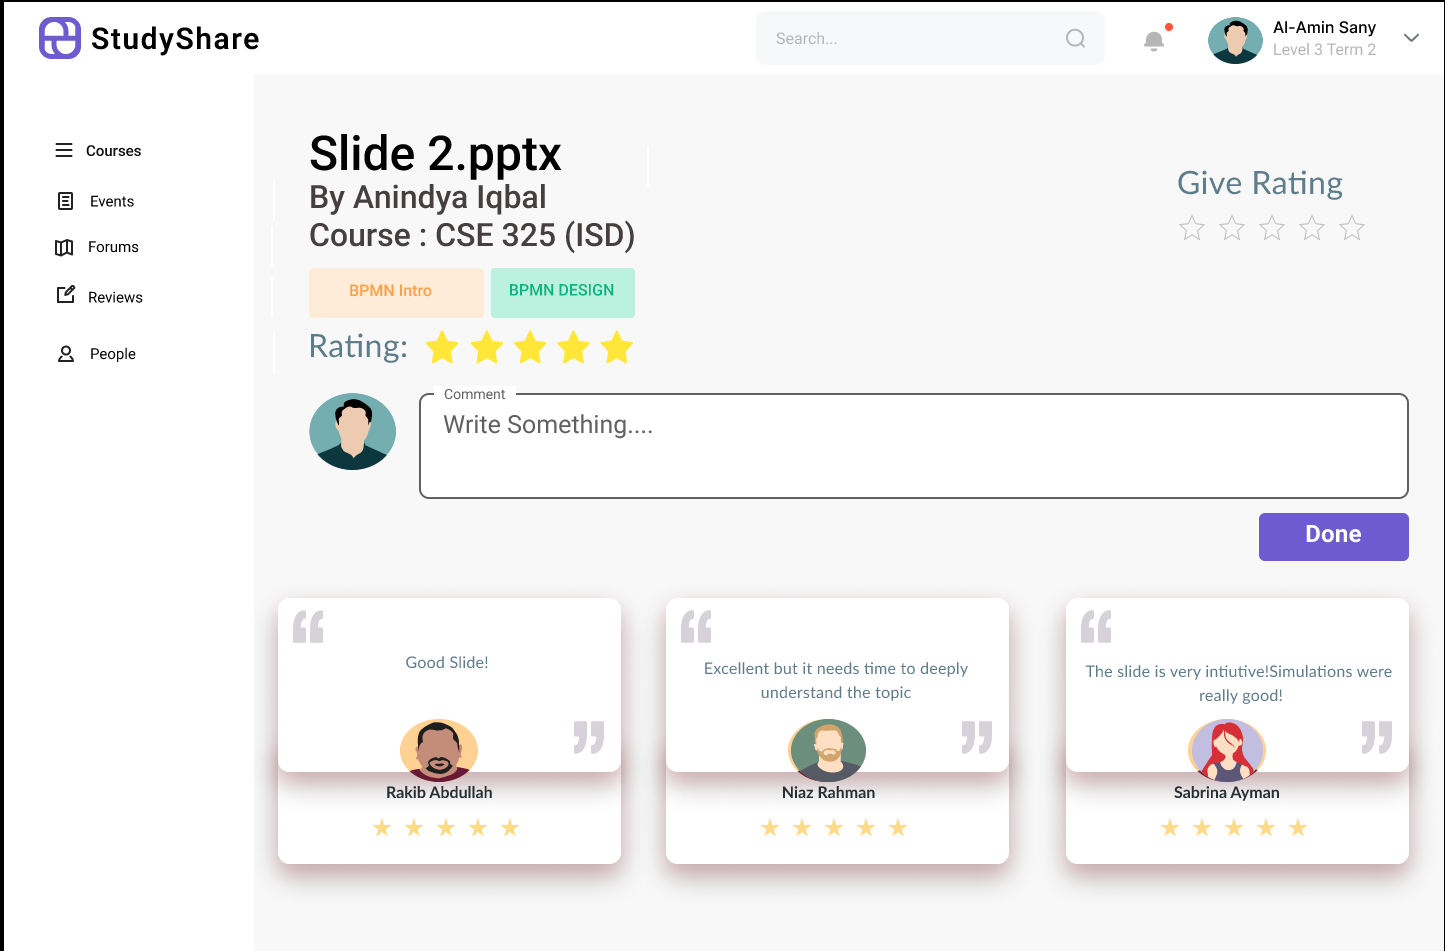 StudyShare
Search...
Al-Amin Sany
Level 3 Term 2
Courses
Events
Forums
Reviews
People
Slide 2.pptx
By Anindya Iqbal
Course : CSE 325 (ISD)
Give Rating
BPMN Intro
BPMN DESIGN
Rating:
Comment
Write Something....
Done
“
Good Slide!
”
Rakib Abdullah
“
Excellent but it needs time to deeply
understand the topic
”
Niaz Rahman
“
The slide is very intiutive!Simulations were
really good!
”
Sabrina Ayman